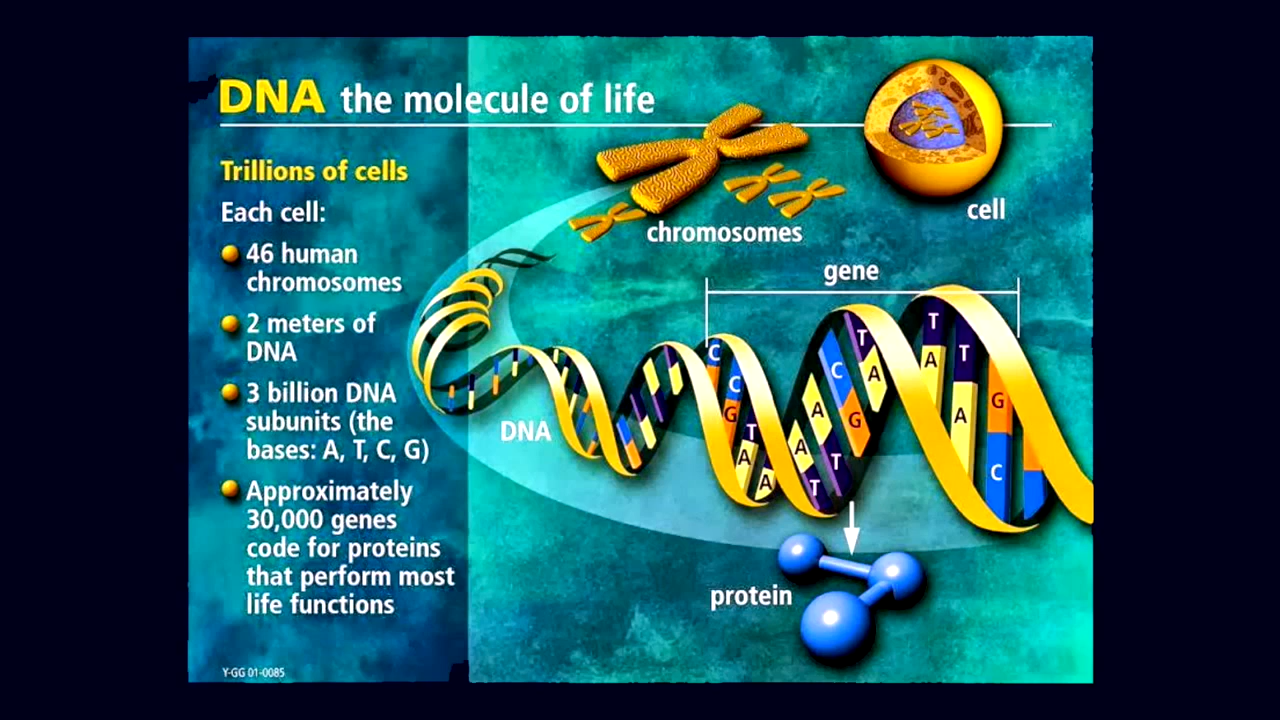 DNA the molecule of life
Trillions of cells
Each cell:
46 human
chromosomes
2 meters of
DNA
3 billion DNA
subunits (the
bases: A, T, C, G)
Approximately
30,000 genes
code for proteins
that perform most
life functions
Y-GG 01-0085
chromosomes
cell
gene
DNA
C
C
G
T
A
A
T
A
C
A
G
A
T
T
T
A
T
A
G
C
protein